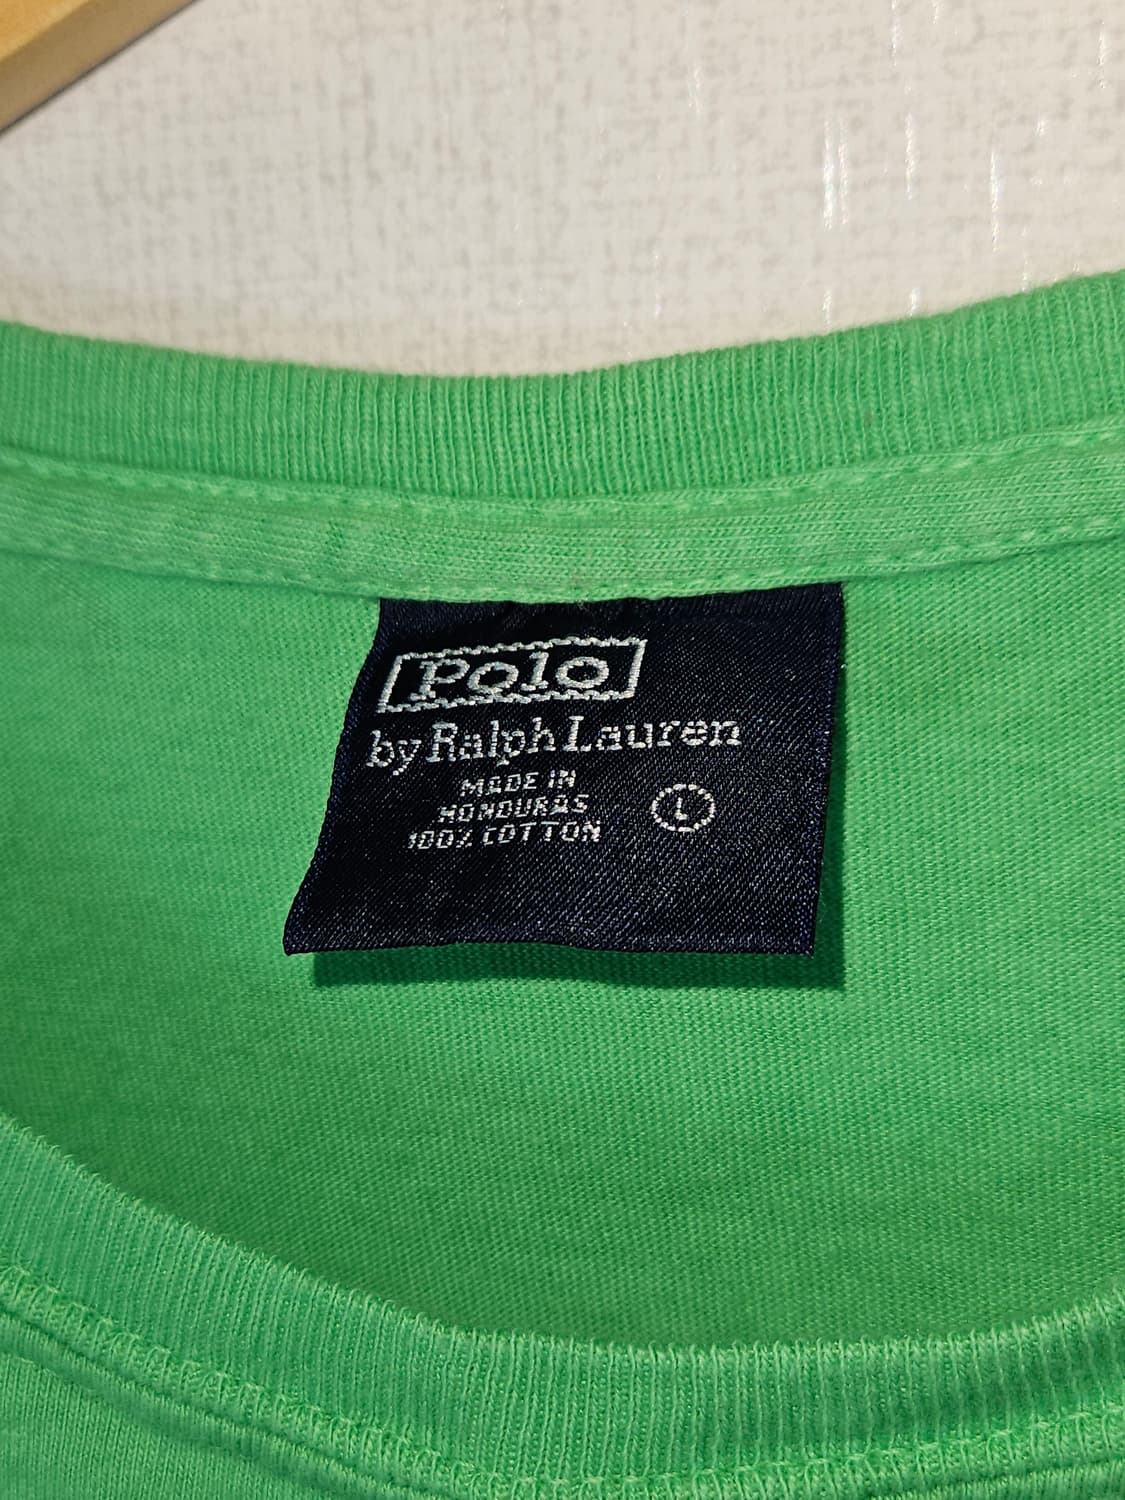 Polo
by Ralph Lauren
MADE IN
HONDURAS
100% COTTON
L